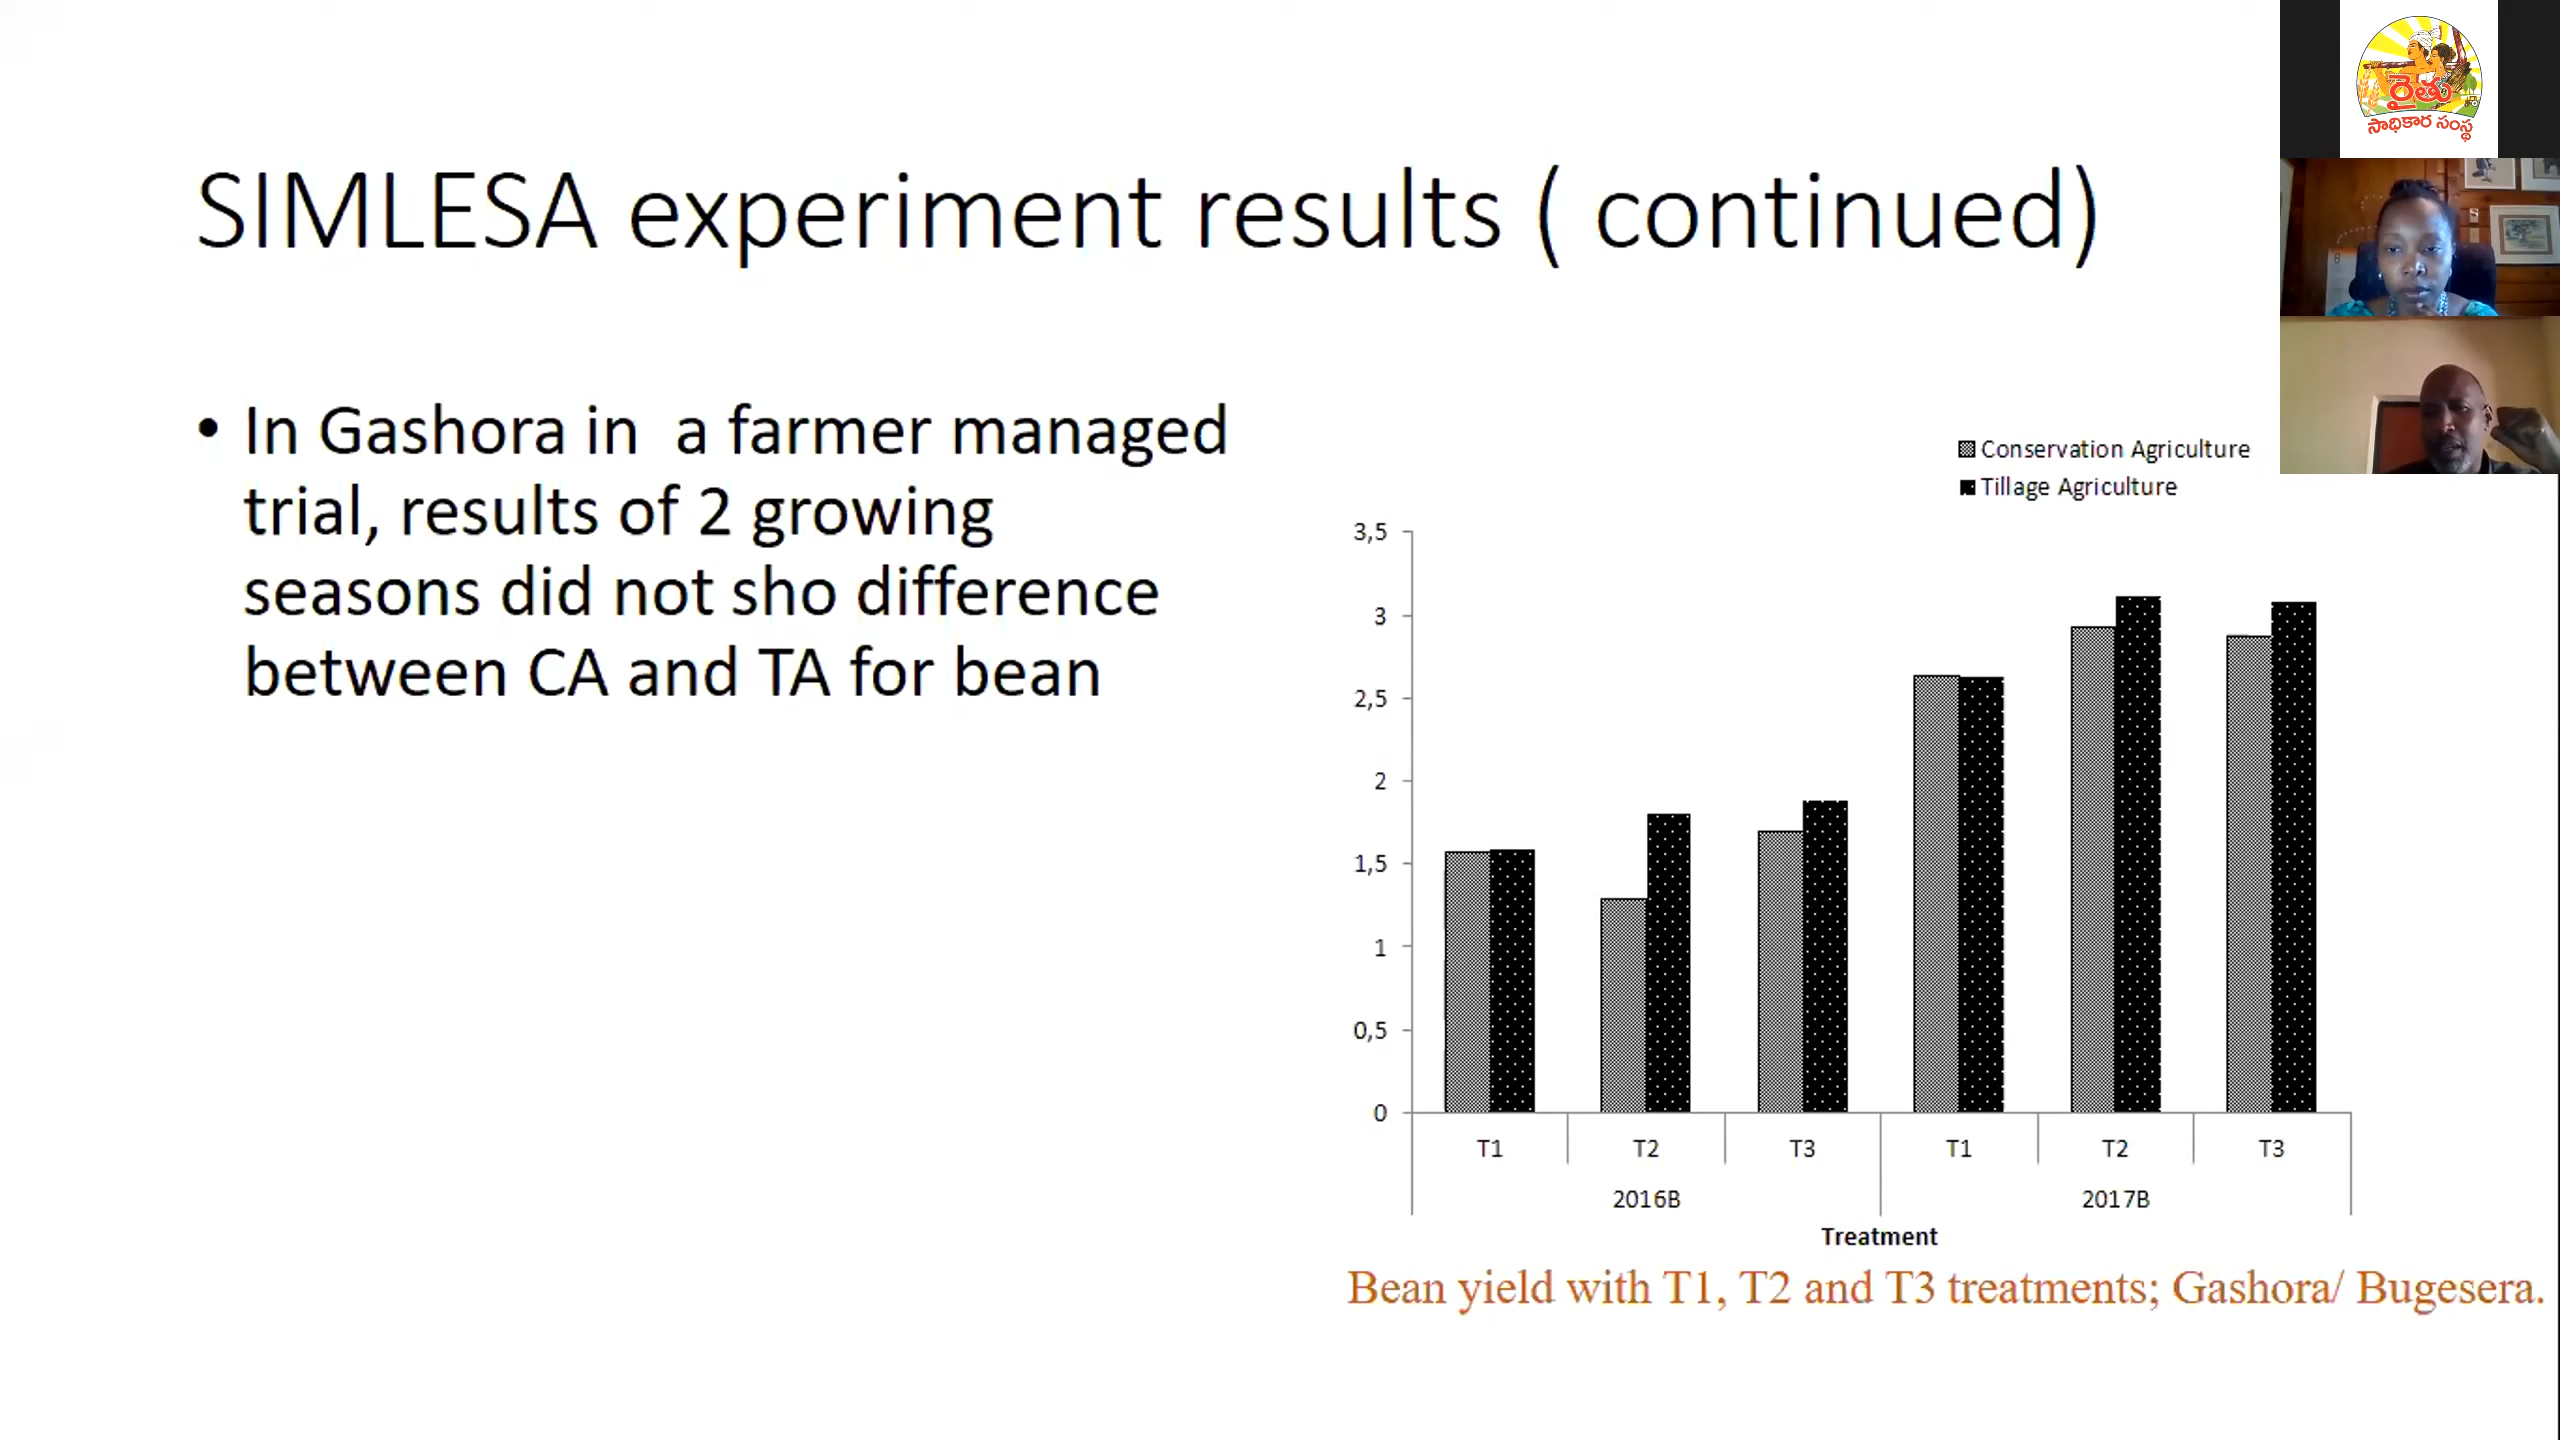 SIMLESA experiment results ( continued)
• In Gashora in a farmer managed
trial, results of 2 growing
seasons did not sho difference
between CA and TA for bean
Conservation Agriculture
Tillage Agriculture
3,5
3
2,5
2
1,5
1
0,5
0
T1 T2 T3 T1 T2 T3
2016B 2017B
Treatment
Bean yield with T1, T2 and T3 treatments; Gashora/ Bugesera.
రైతు
సాధికార సంస్థ